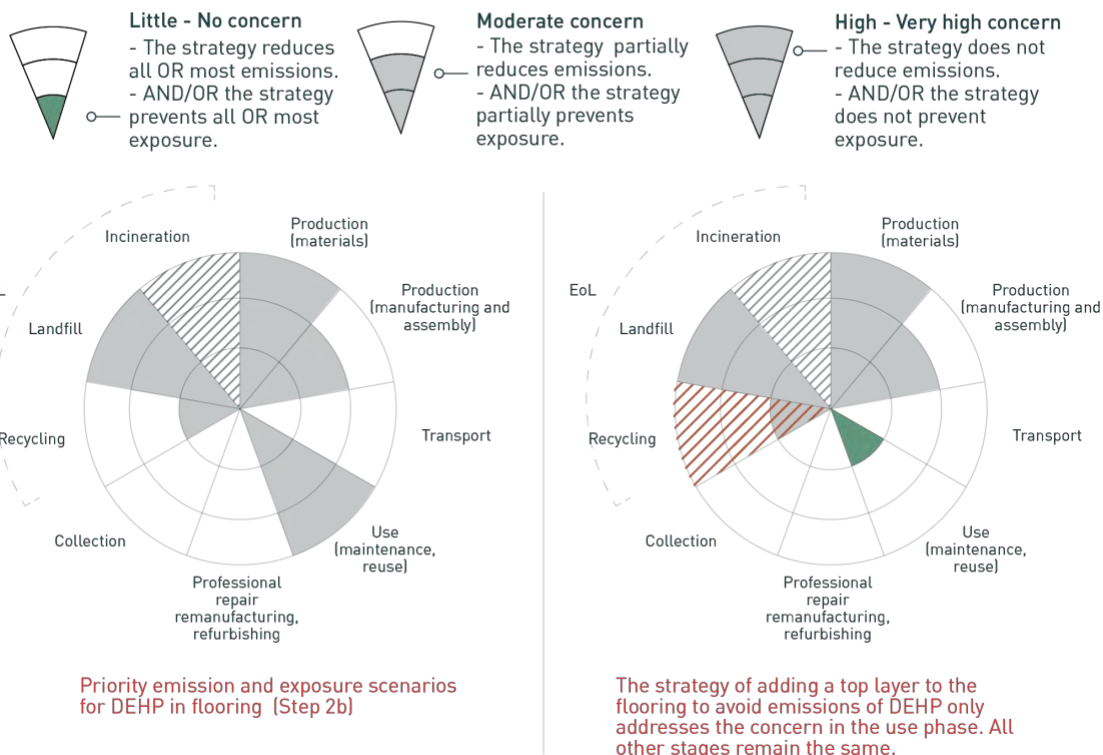 Little - No concern
- The strategy reduces
all OR most emissions.
- AND/OR the strategy
prevents all OR most
exposure.
Moderate concern
- The strategy partially
reduces emissions.
- AND/OR the strategy
partially prevents
exposure.
High - Very high concern
- The strategy does not
reduce emissions.
- AND/OR the strategy
does not prevent
exposure.
Incineration
Production
(materials)
Production
(manufacturing and
assembly)
Landfill
Recycling
Transport
Collection
Use
(maintenance,
reuse)
Professional
repair
remanufacturing,
refurbishing
Priority emission and exposure scenarios
for DEHP in flooring (Step 2b)
Incineration
Production
(materials)
EoL
Production
(manufacturing and
assembly)
Landfill
Recycling
Transport
Collection
Use
(maintenance,
reuse)
Professional
repair
remanufacturing,
refurbishing
The strategy of adding a top layer to the
flooring to avoid emissions of DEHP only
addresses the concern in the use phase. All
other stages remain the same.